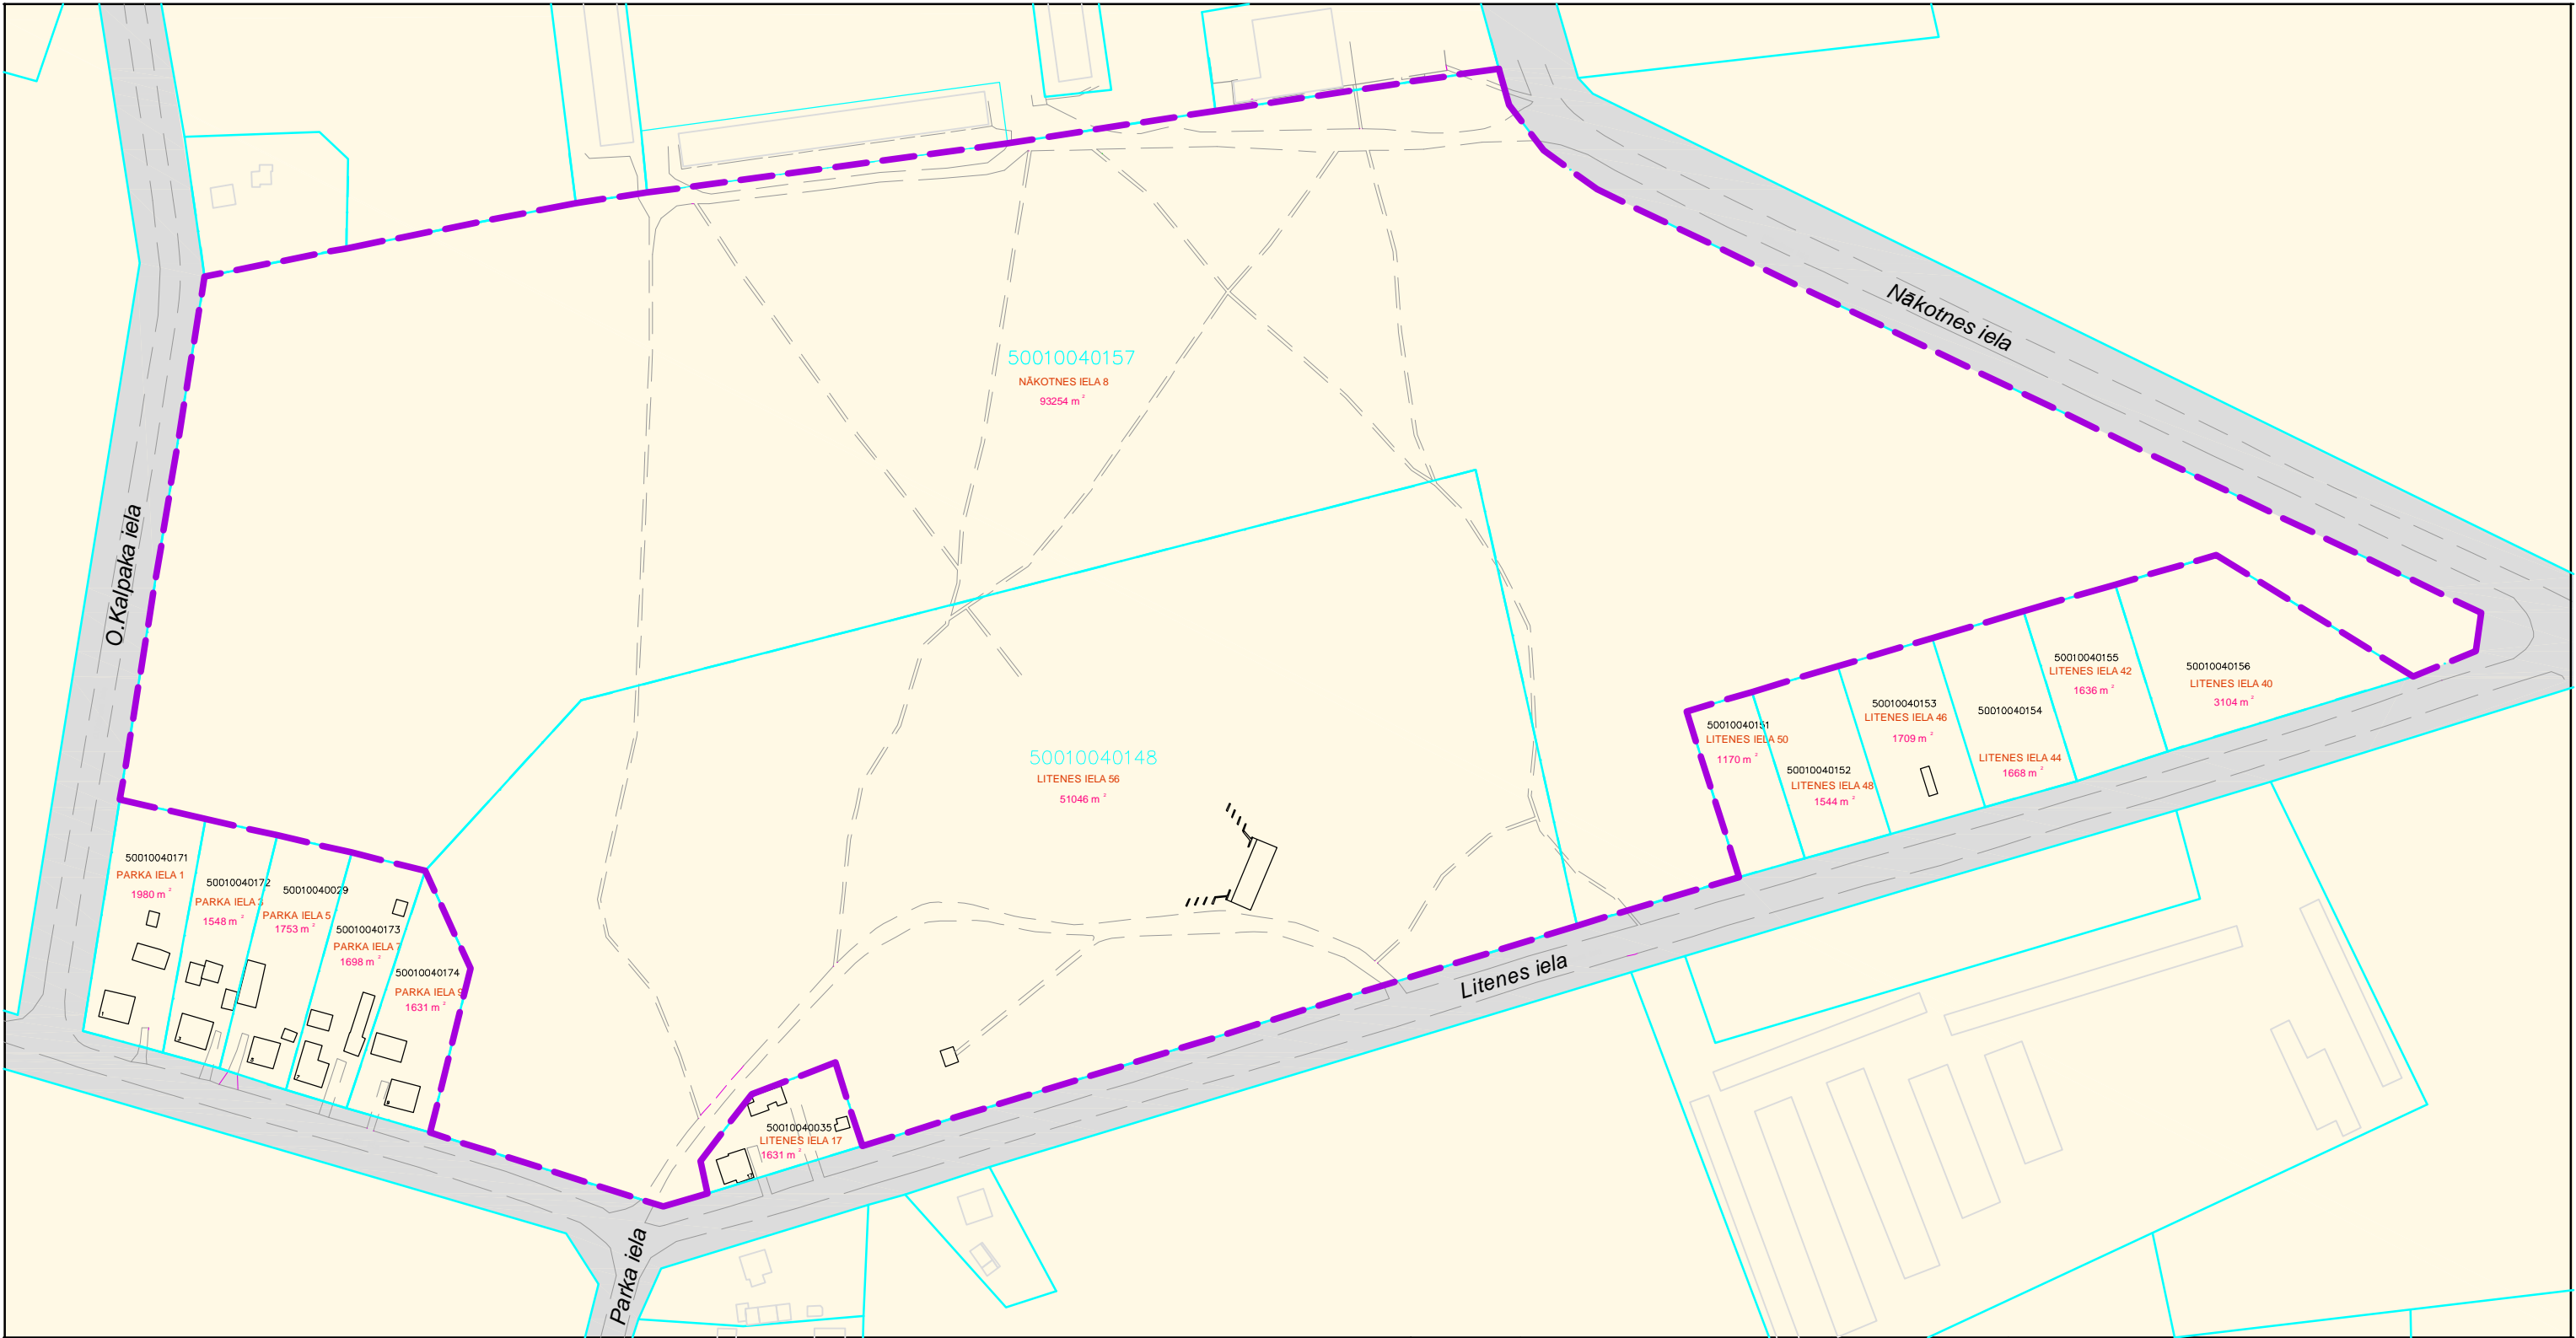 Nākotnes iela
50010040157
NĀKOTNES IELA 8
93254 m²
O.Kalpaka iela
50010040155
LITENES IELA 42
1636 m²
50010040156
LITENES IELA 40
3104 m²
50010040153
LITENES IELA 46
1709 m²
50010040154
LITENES IELA 44
1668 m²
50010040151
LITENES IELA 50
1170 m²
50010040152
LITENES IELA 48
1544 m²
50010040148
LITENES IELA 56
51046 m²
50010040171
PARKA IELA 1
1980 m²
50010040172
PARKA IELA 3
1548 m²
50010040029
PARKA IELA 5
1753 m²
50010040173
PARKA IELA 7
1698 m²
50010040174
PARKA IELA 9
1631 m²
Litenes iela
50010040035
LITENES IELA 17
1631 m²
Parka iela